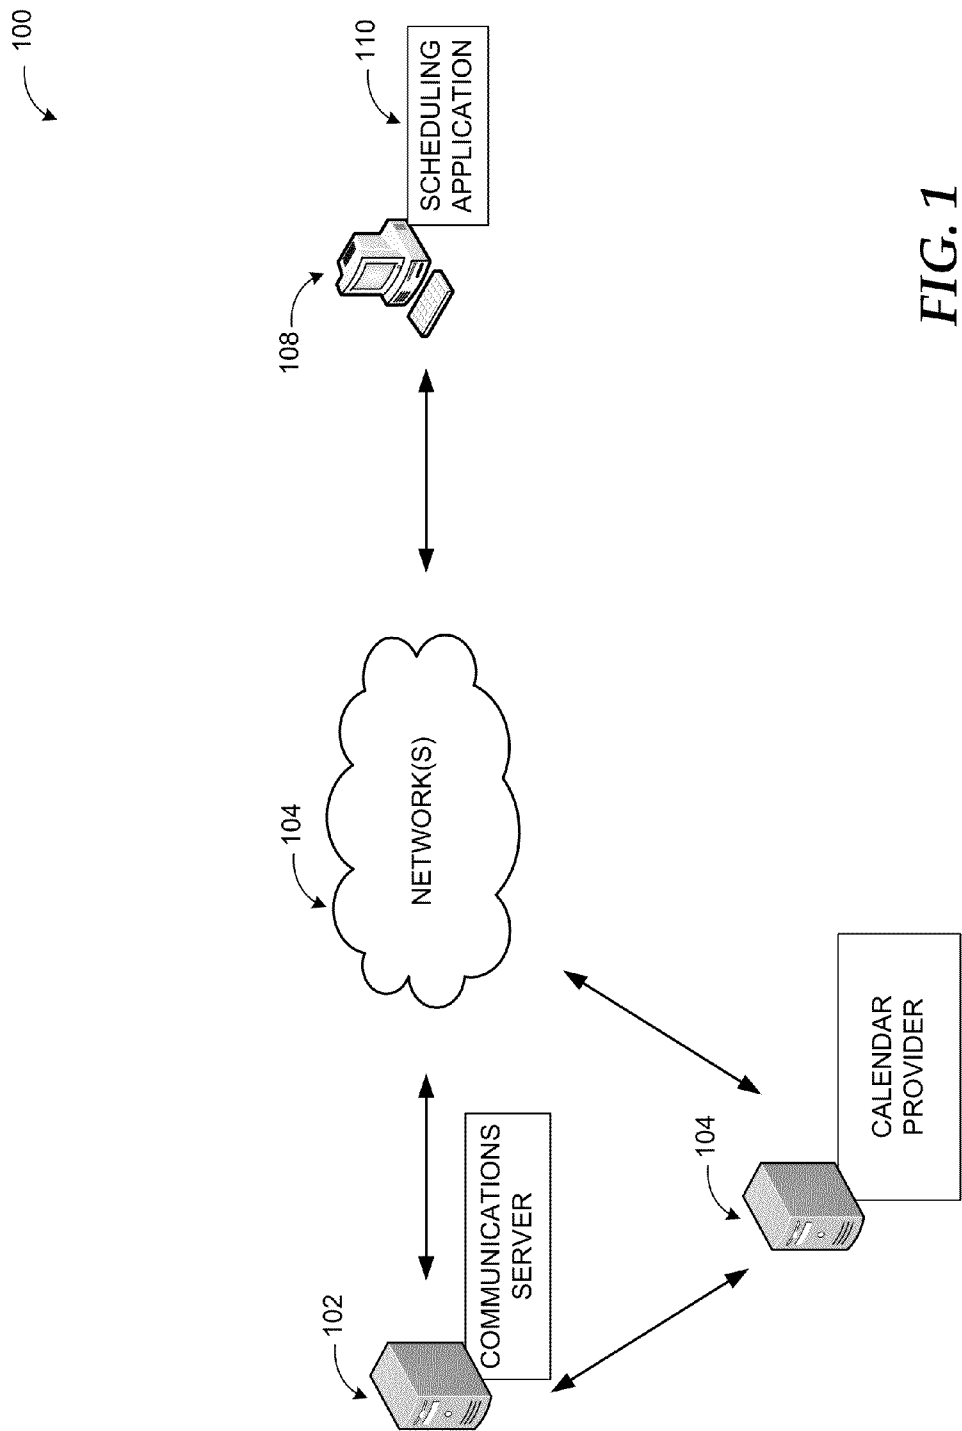 100
102
COMMUNICATIONS
SERVER
104
NETWORK(S)
108
110
SCHEDULING
APPLICATION
104
CALENDAR
PROVIDER
FIG. 1